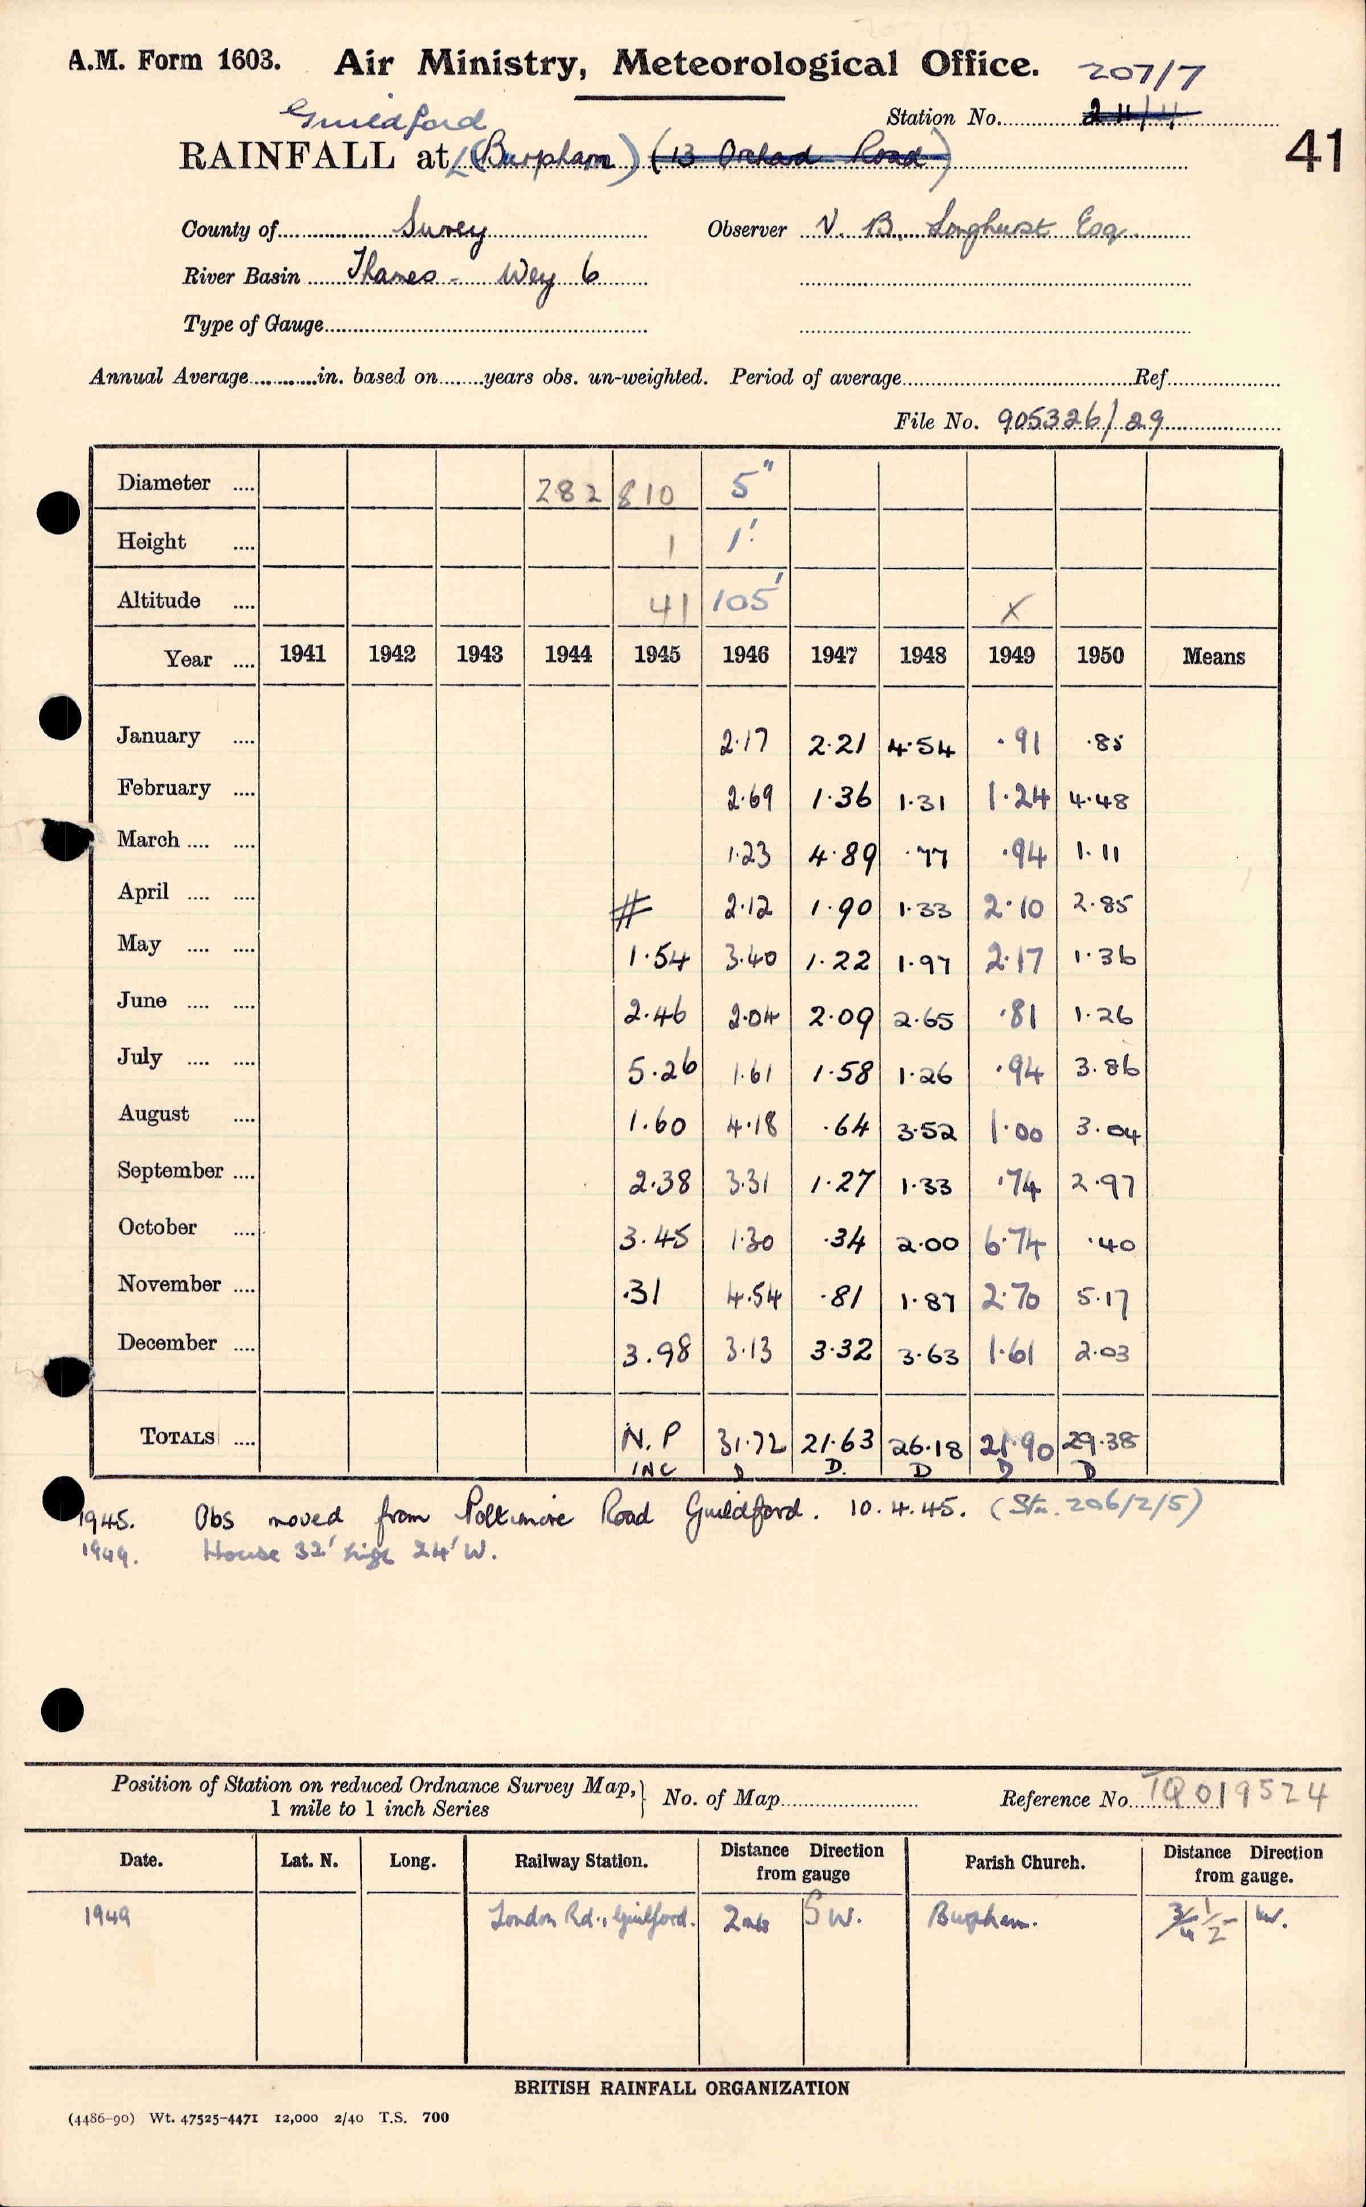 A.M. Form 1603. Air Ministry, Meteorological Office. 207/7
Guildford Station No.
RAINFALL at (Burpham) (13 Orchad Road) 41
County of Surrey Observer V. B. Longhurst Esq.
River Basin Thames - Wey 6
Type of Gauge
Annual Average in. based on years obs. un-weighted. Period of average Ref.
File No. 905326/29
Diameter 282 810 5"
Height 1 1'
Altitude 41 105' X
Year 1941 1942 1943 1944 1945 1946 1947 1948 1949 1950 Means
January 2·17 2·21 4·54 ·91 ·85
February 2·69 1·36 1·31 1·24 4·48
March 1·23 4·89 ·77 ·94 1·11
April # 2·12 1·90 1·33 2·10 2·85
May 1·54 3·40 1·22 1·97 2·17 1·36
June 2·46 2·04 2·09 2·65 ·81 1·26
July 5·26 1·61 1·58 1·26 ·94 3·86
August 1·60 4·18 ·64 3·52 1·00 3·04
September 2·38 3·31 1·27 1·33 ·74 2·97
October 3·45 1·30 ·34 2·00 6·74 ·40
November ·31 4·54 ·81 1·87 2·70 5·17
December 3·98 3·13 3·32 3·63 1·61 2·03
TOTALS N.P 31·72 21·63 26·18 21·90 29·38
INC D D. D D D
1945. Obs moved from Poltimore Road Guildford. 10.4.45. (Stn. 206/2/5)
1949. House 32' high 24' W.
Position of Station on reduced Ordnance Survey Map, 1 mile to 1 inch Series } No. of Map Reference No. TQ019524
Date. Lat. N. Long. Railway Station. Distance Direction from gauge Parish Church. Distance Direction from gauge.
1949 London Rd., Guilford. 2 mls SW. Burpham. 3/4 1/2 W.
BRITISH RAINFALL ORGANIZATION
(4486-90) Wt. 47525-4471 12,000 2/40 T.S. 700